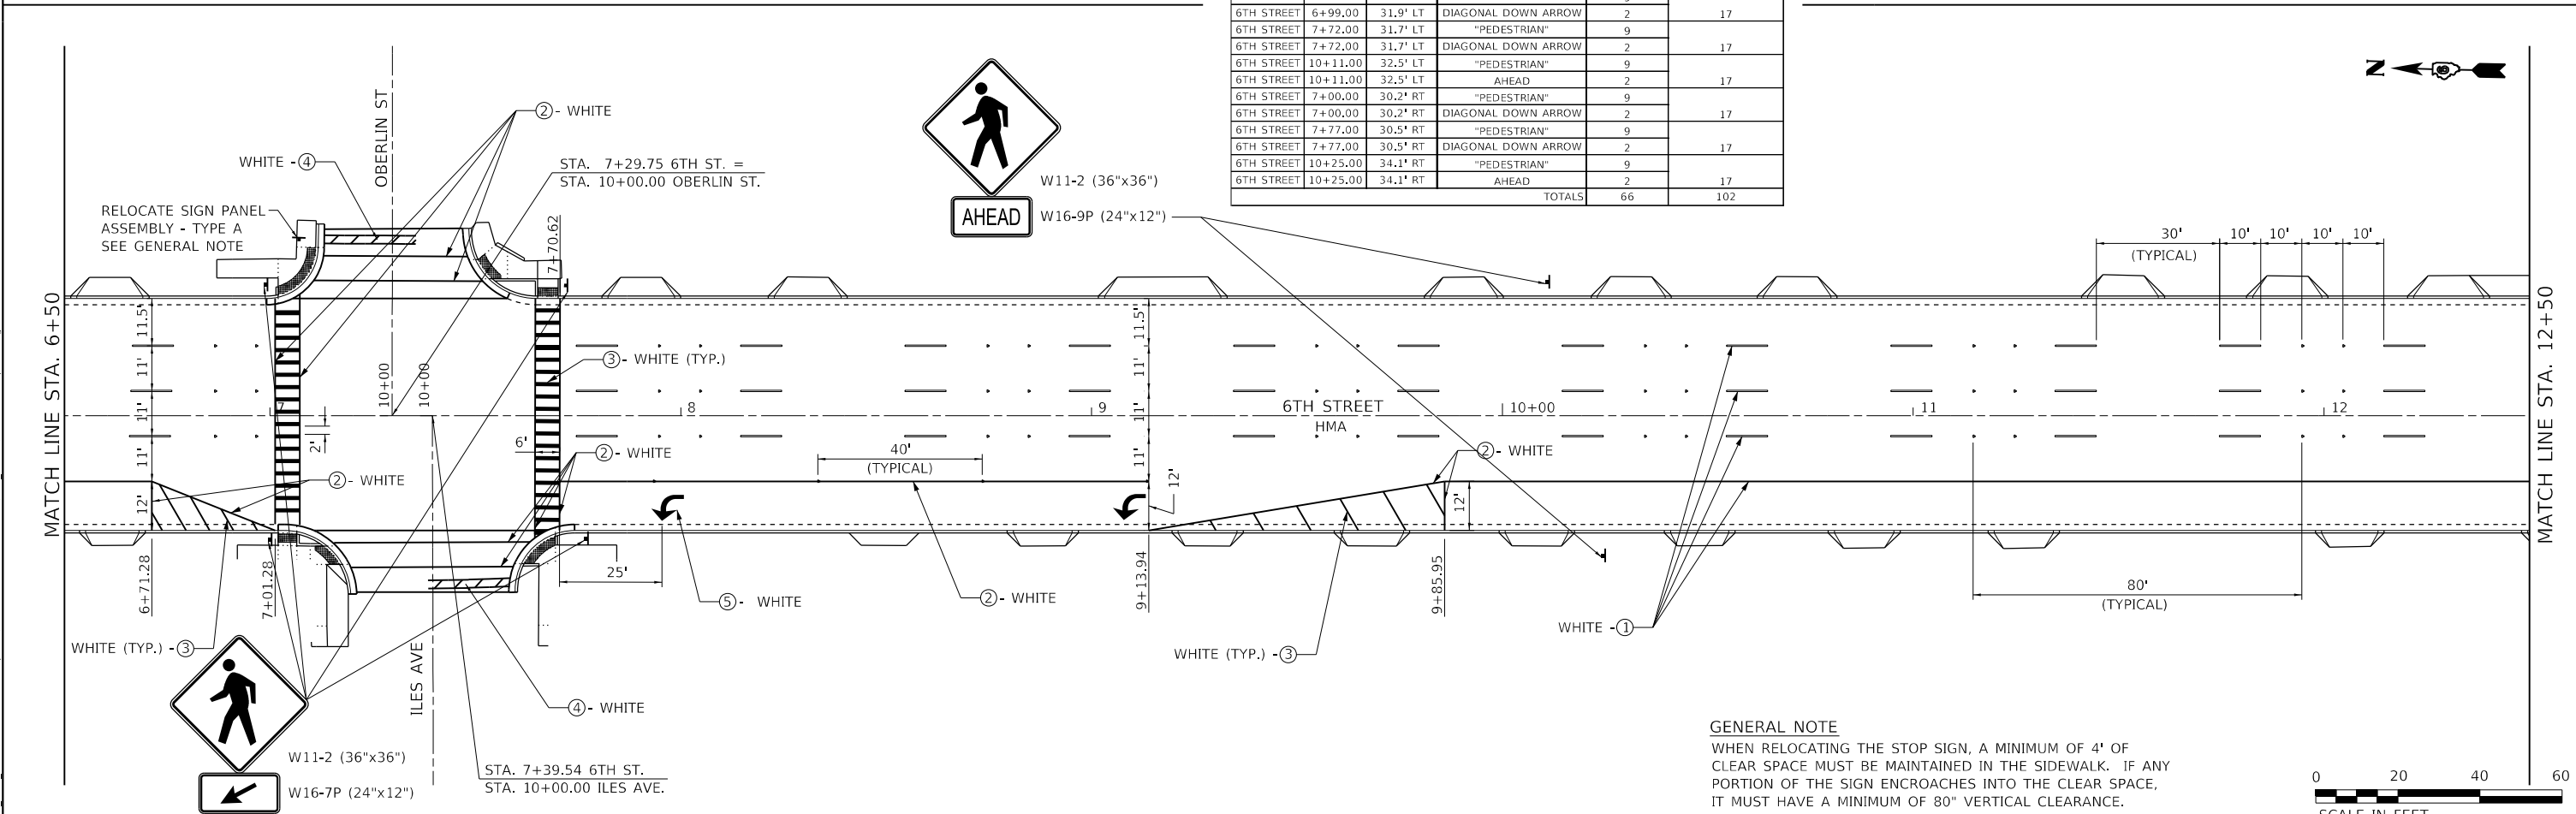 6TH STREET 6+99.00 31.9' LT DIAGONAL DOWN ARROW 2 17
6TH STREET 7+72.00 31.7' LT "PEDESTRIAN" 9
6TH STREET 7+72.00 31.7' LT DIAGONAL DOWN ARROW 2 17
6TH STREET 10+11.00 32.5' LT "PEDESTRIAN" 9
6TH STREET 10+11.00 32.5' LT AHEAD 2 17
6TH STREET 7+00.00 30.2' RT "PEDESTRIAN" 9
6TH STREET 7+00.00 30.2' RT DIAGONAL DOWN ARROW 2 17
6TH STREET 7+77.00 30.5' RT "PEDESTRIAN" 9
6TH STREET 7+77.00 30.5' RT DIAGONAL DOWN ARROW 2 17
6TH STREET 10+25.00 34.1' RT "PEDESTRIAN" 9
6TH STREET 10+25.00 34.1' RT AHEAD 2 17
TOTALS 66 102
N
②- WHITE
WHITE -④
OBERLIN ST
STA. 7+29.75 6TH ST. =
STA. 10+00.00 OBERLIN ST.
RELOCATE SIGN PANEL
ASSEMBLY - TYPE A
SEE GENERAL NOTE
7+70.62
W11-2 (36"x36")
AHEAD
W16-9P (24"x12")
30'
(TYPICAL)
10'
10'
10'
10'
MATCH LINE STA. 6+50
11.5'
11'
11'
11'
12'
③- WHITE (TYP.)
10+00
10+00
7
2'
6'
8
9
11.5'
11'
11'
11'
12'
6TH STREET
HMA
10+00
11
12
MATCH LINE STA. 12+50
②- WHITE
②- WHITE
40'
(TYPICAL)
②- WHITE
12'
6+71.28
7+01.28
25'
⑤- WHITE
②- WHITE
9+13.94
9+85.95
80'
(TYPICAL)
WHITE -①
WHITE (TYP.) -③
WHITE (TYP.) -③
ILES AVE
④- WHITE
W11-2 (36"x36")
W16-7P (24"x12")
STA. 7+39.54 6TH ST.
STA. 10+00.00 ILES AVE.
GENERAL NOTE
WHEN RELOCATING THE STOP SIGN, A MINIMUM OF 4' OF
CLEAR SPACE MUST BE MAINTAINED IN THE SIDEWALK. IF ANY
PORTION OF THE SIGN ENCROACHES INTO THE CLEAR SPACE,
IT MUST HAVE A MINIMUM OF 80" VERTICAL CLEARANCE.
0 20 40 60
SCALE IN FEET